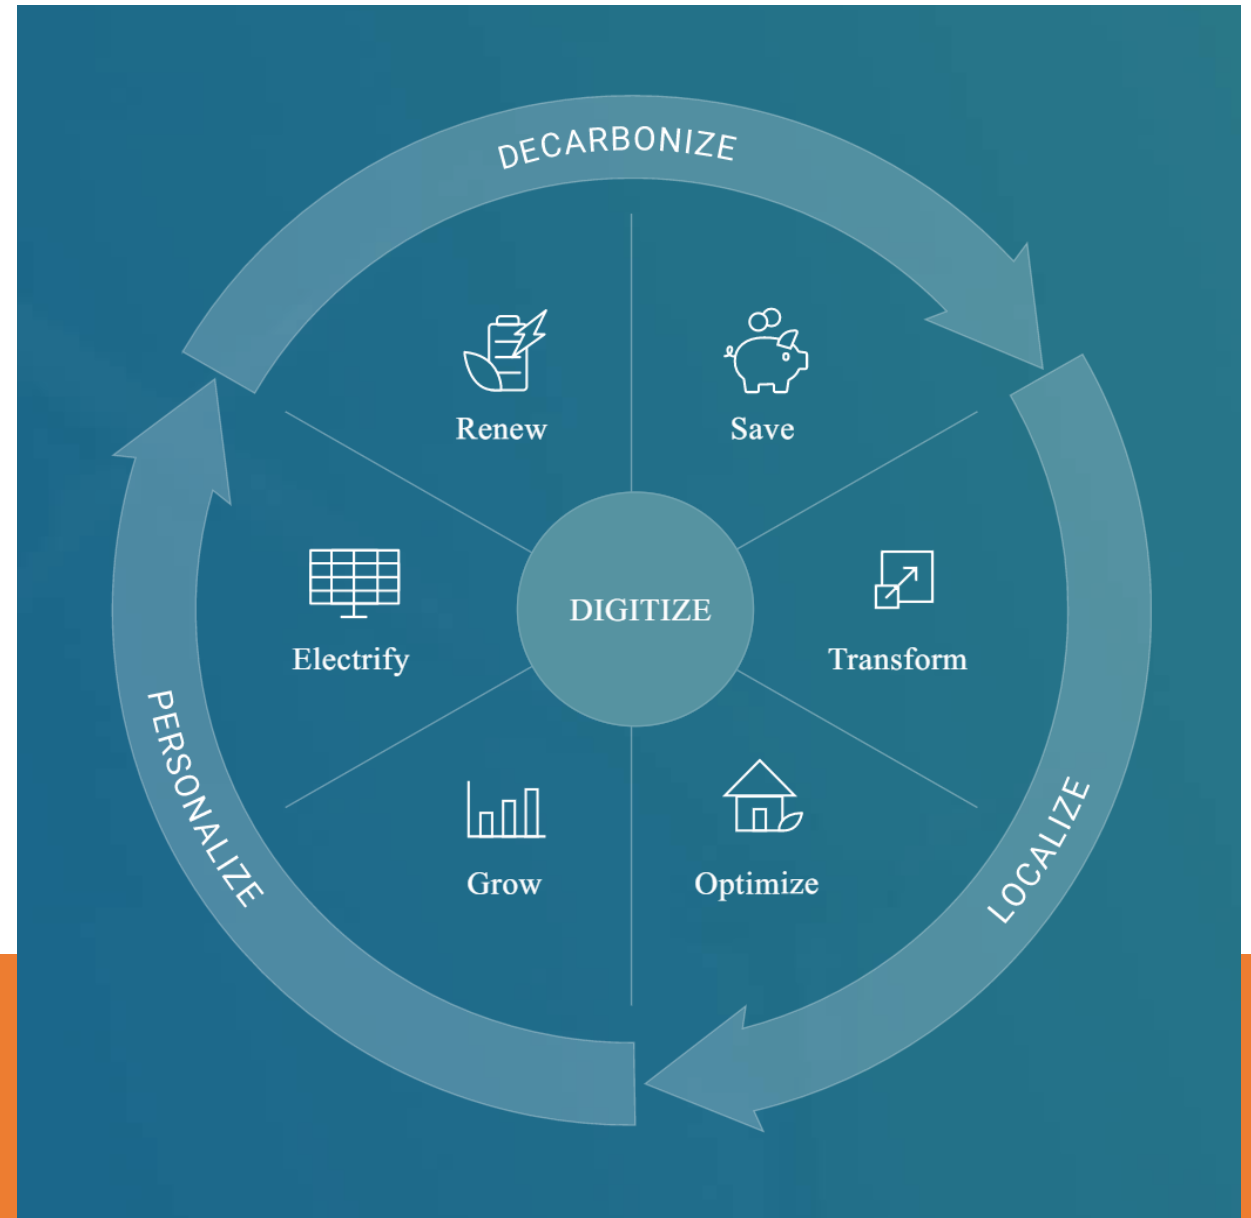 DECARBONIZE
Renew
Save
Electrify
DIGITIZE
Transform
PERSONALIZE
LOCALIZE
Grow
Optimize